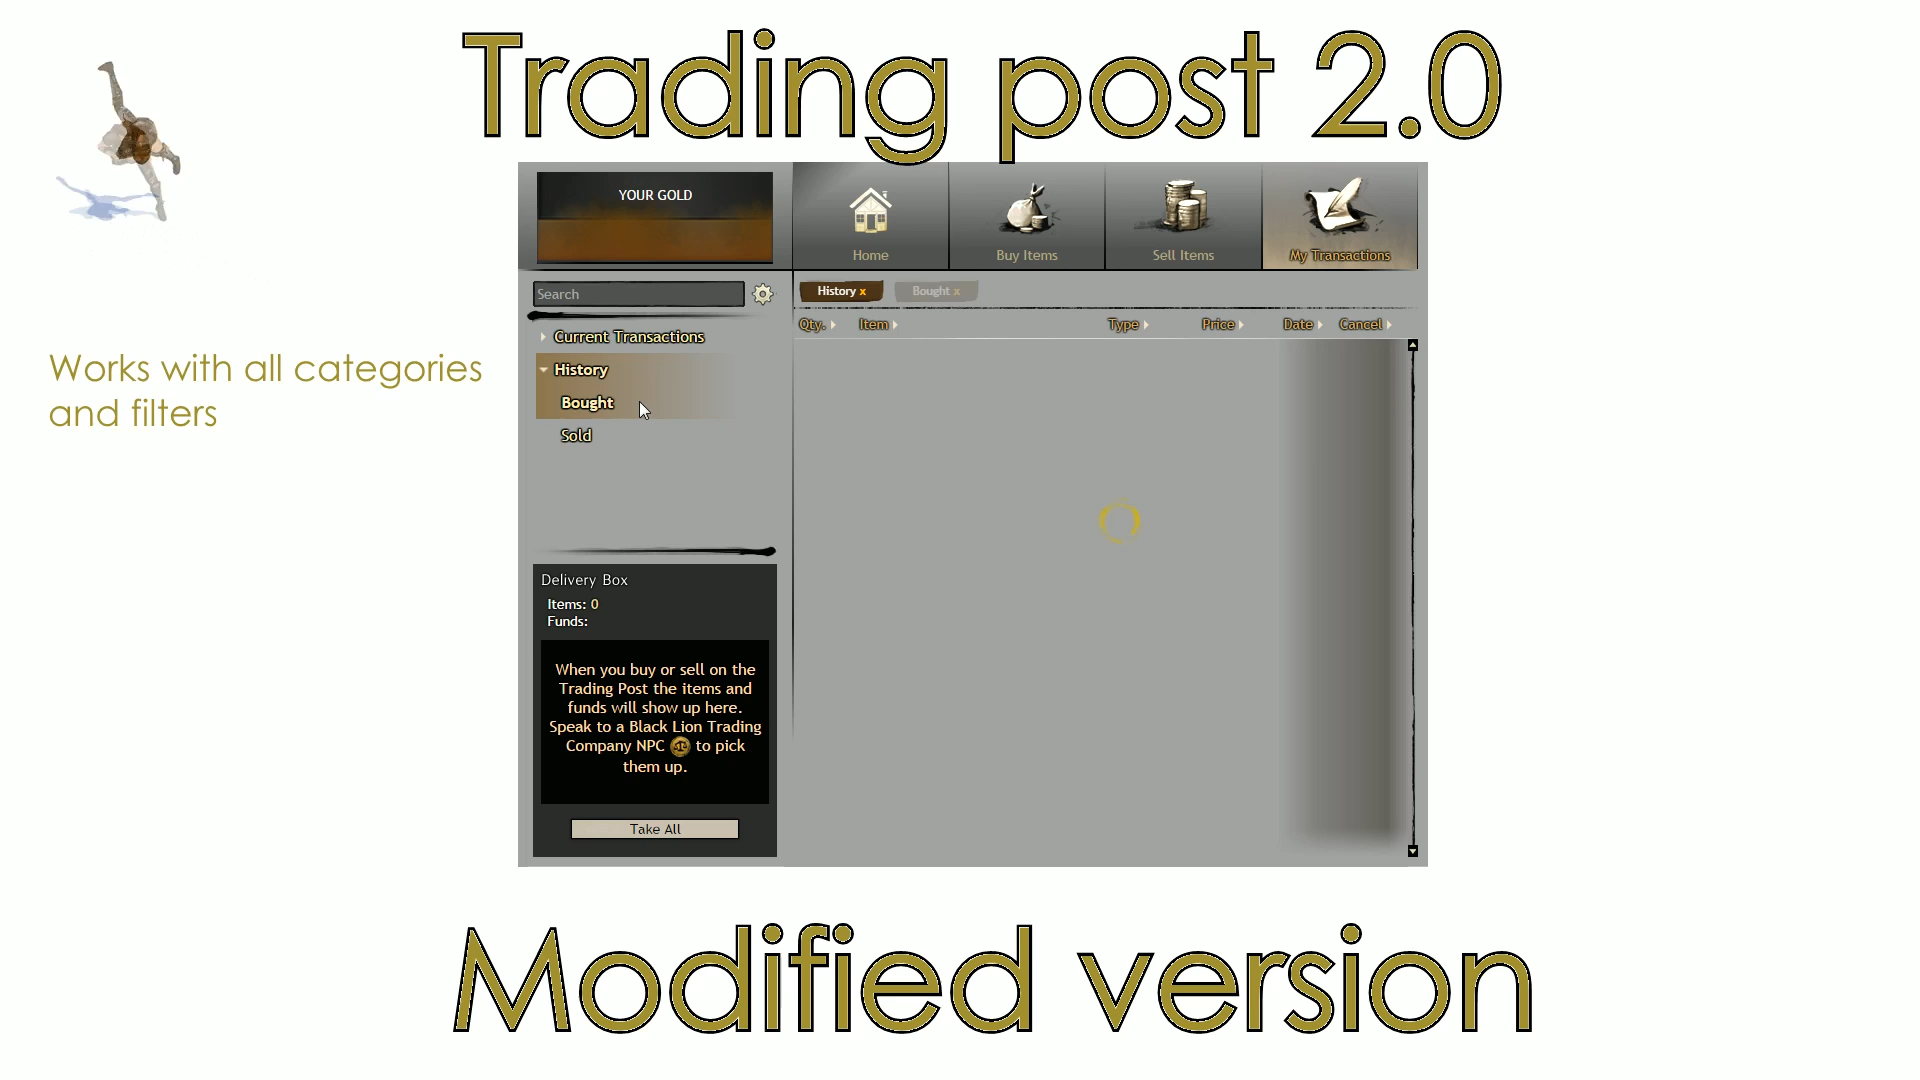 Trading post 2.0
YOUR GOLD
Home
Buy Items
Sell Items
My Transactions
Search
History x
Bought x
Qty.
Item
Type
Price
Date
Cancel
Current Transactions
History
Bought
Sold
Works with all categories
and filters
Delivery Box
Items: 0
Funds:
When you buy or sell on the
Trading Post the items and
funds will show up here.
Speak to a Black Lion Trading
Company NPC to pick
them up.
Take All
Modified version